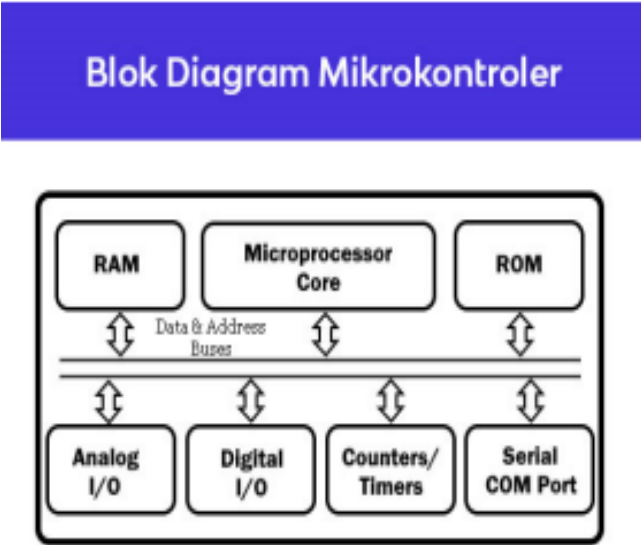 Blok Diagram Mikrokontroler
RAM
Microprocessor
Core
ROM
Data & Address
Buses
Analog
I/O
Digital
I/O
Counters/
Timers
Serial
COM Port